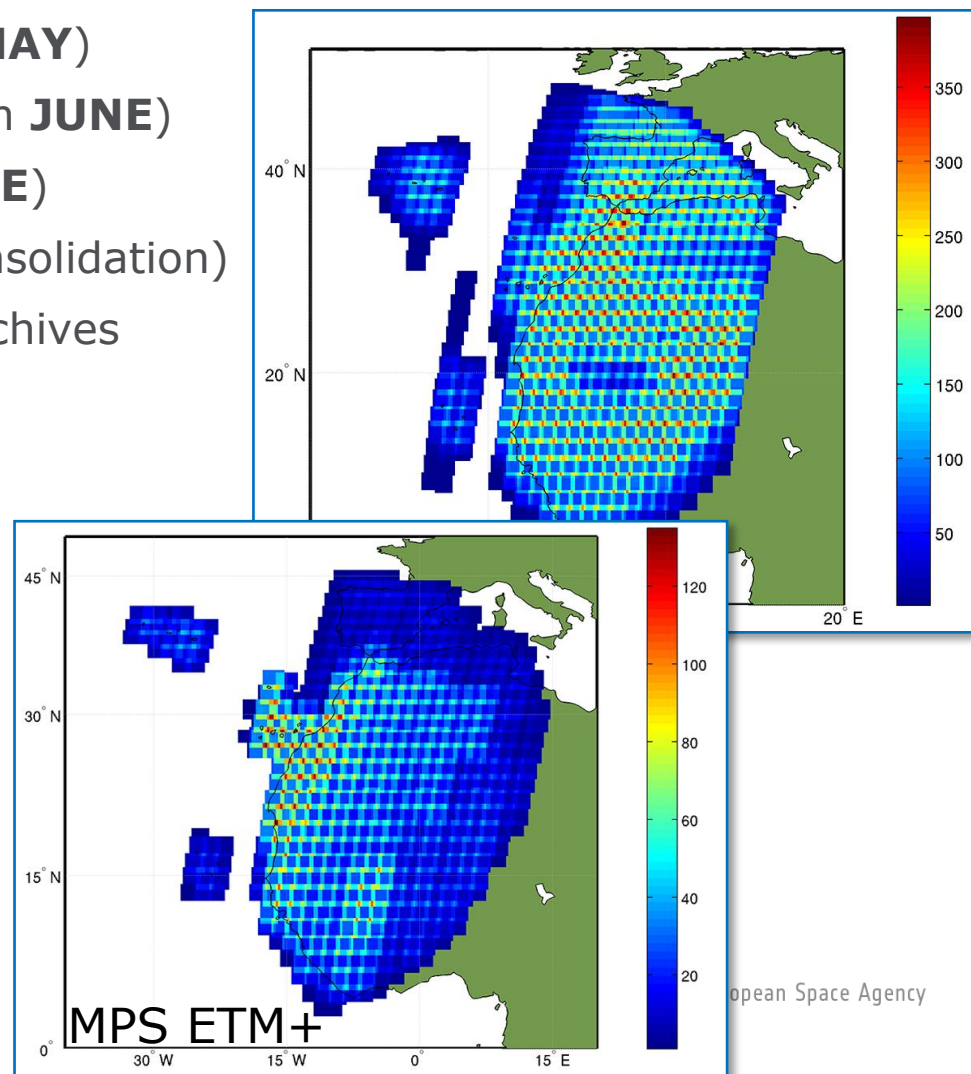 MAY)
JUNE)
E)
nsolidation)
chives
350
300
250
200
150
100
50
40° N
20° N
20° E
45° N
30° N
15° N
0°
30° W
15° W
0°
15° E
120
100
80
60
40
20
MPS ETM+
opean Space Agency